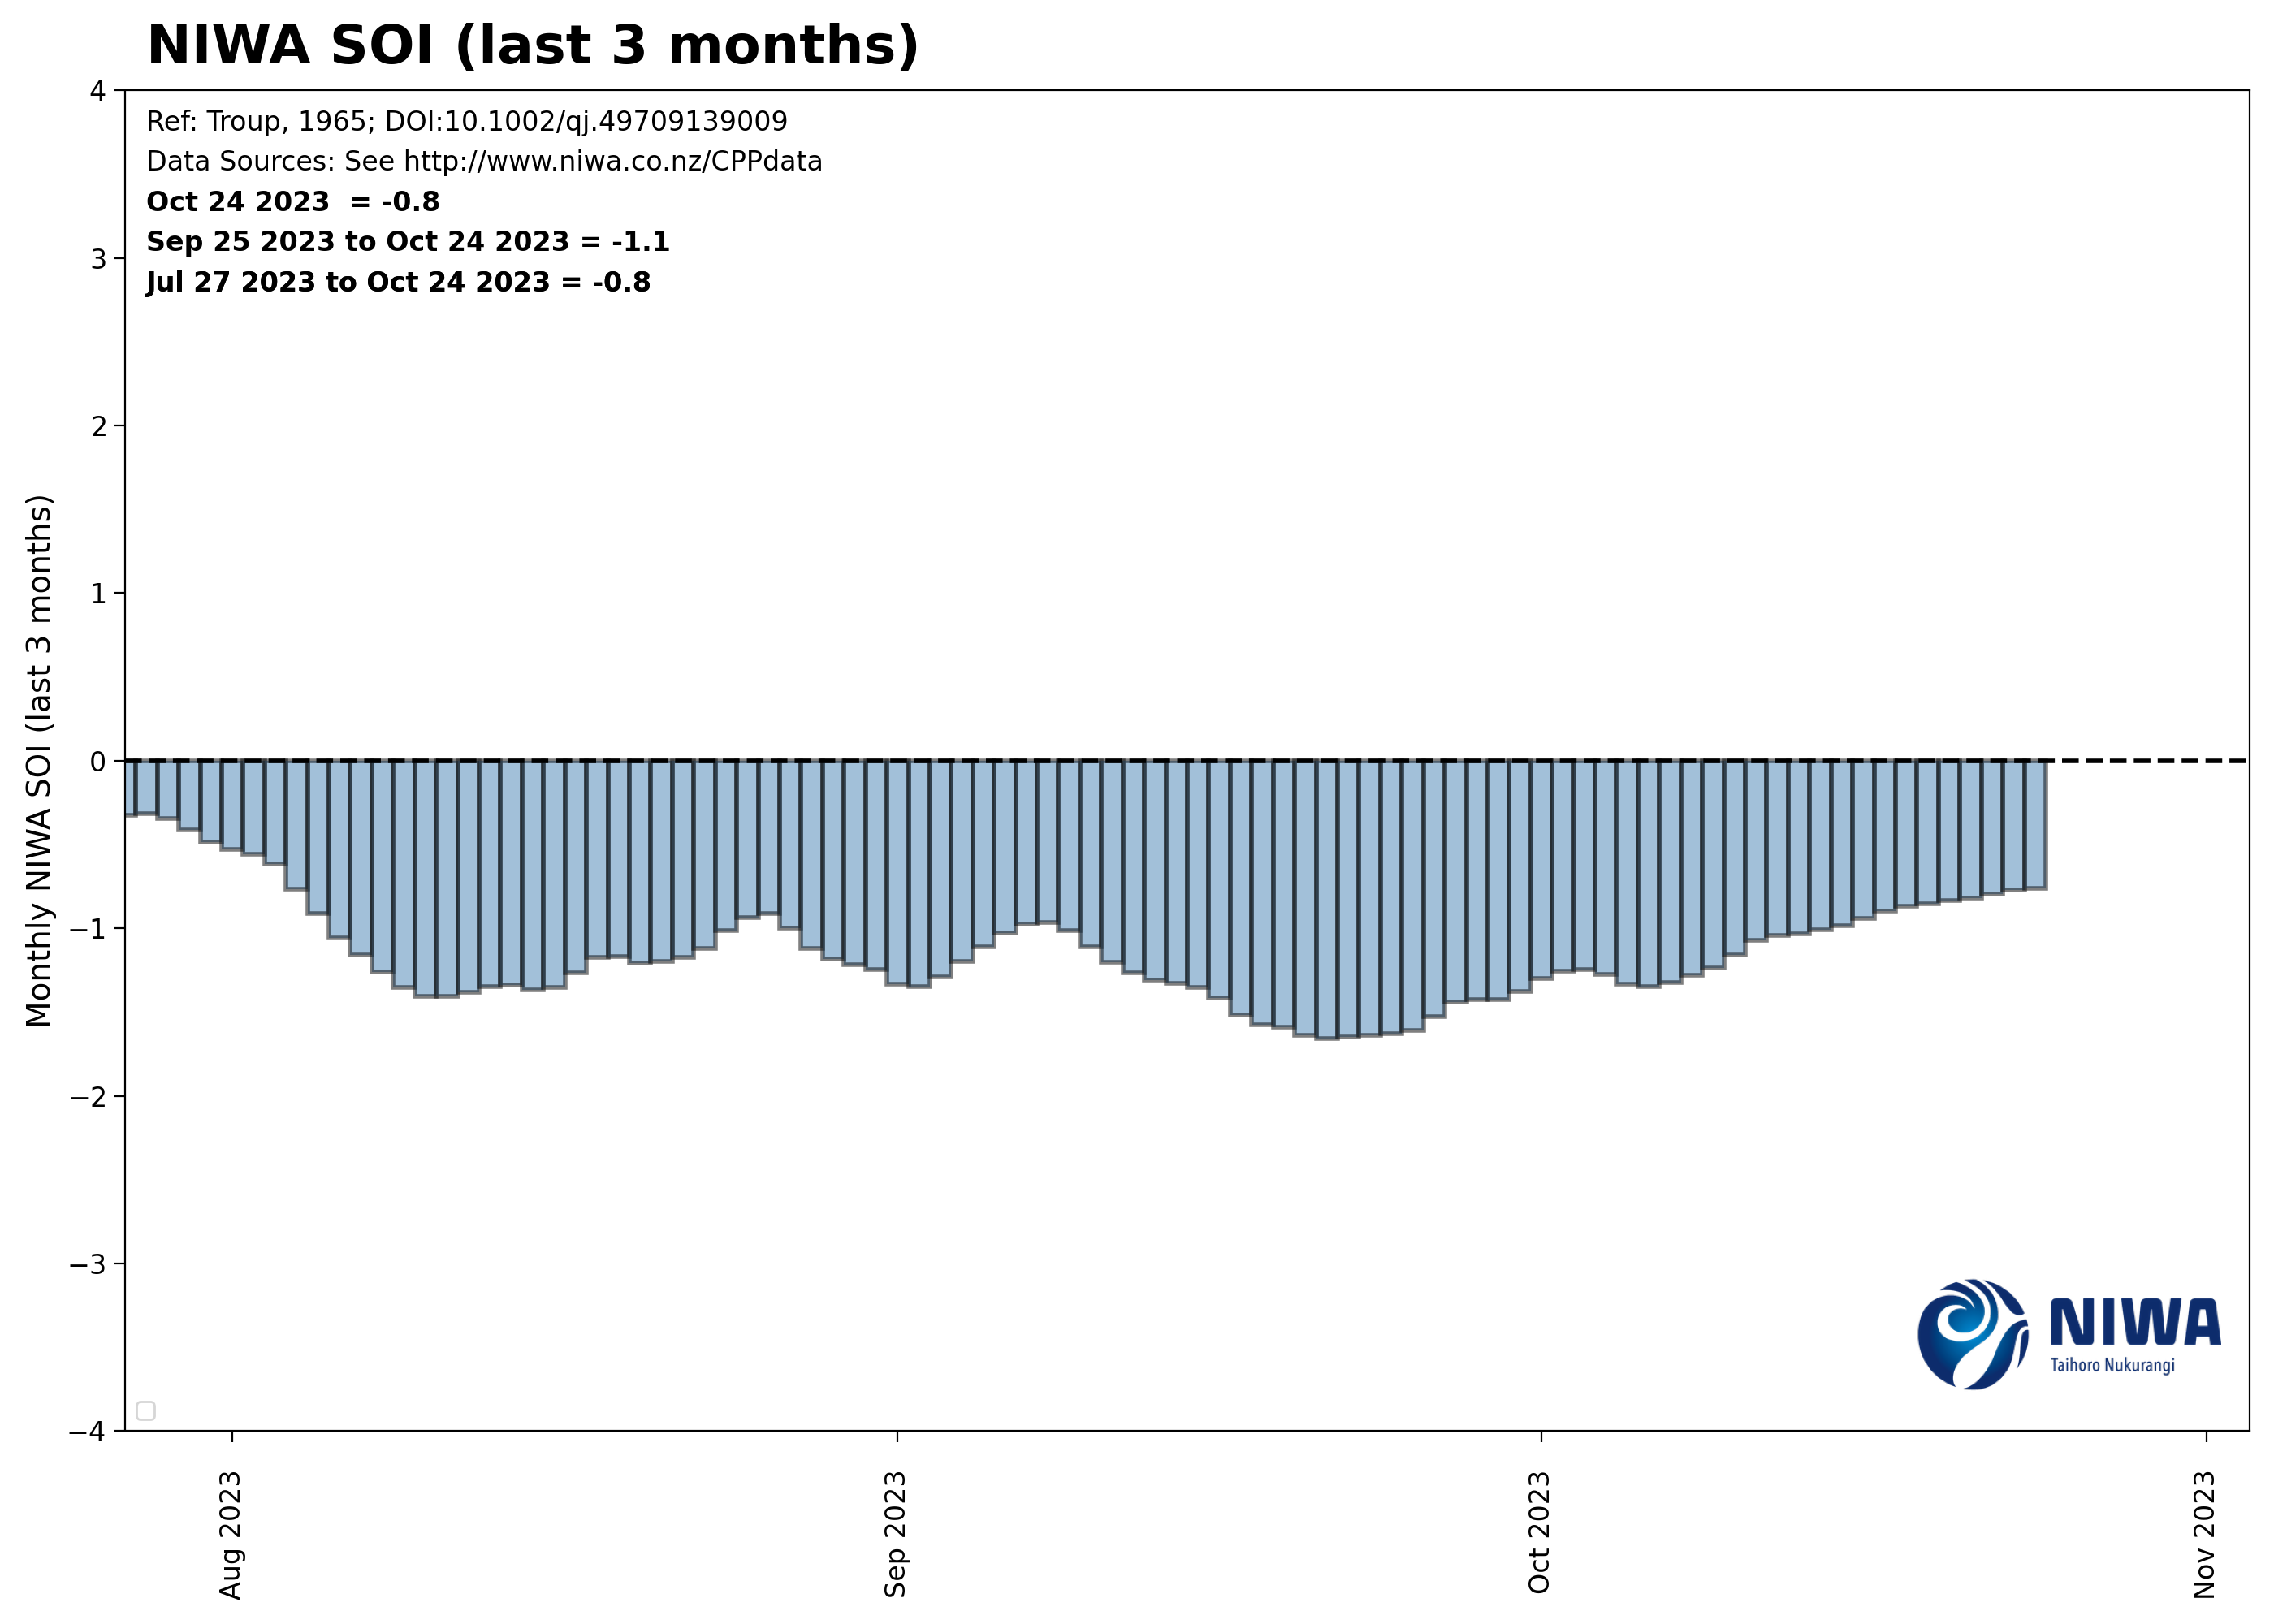 NIWA SOI (last 3 months)
Ref: Troup, 1965; DOI:10.1002/qj.49709139009
Data Sources: See http://www.niwa.co.nz/CPPdata
Oct 24 2023  = -0.8
Sep 25 2023 to Oct 24 2023 = -1.1
Jul 27 2023 to Oct 24 2023 = -0.8
Monthly NIWA SOI (last 3 months)
4
3
2
1
0
−1
−2
−3
−4
NIWA
Taihoro Nukurangi
Aug 2023
Sep 2023
Oct 2023
Nov 2023